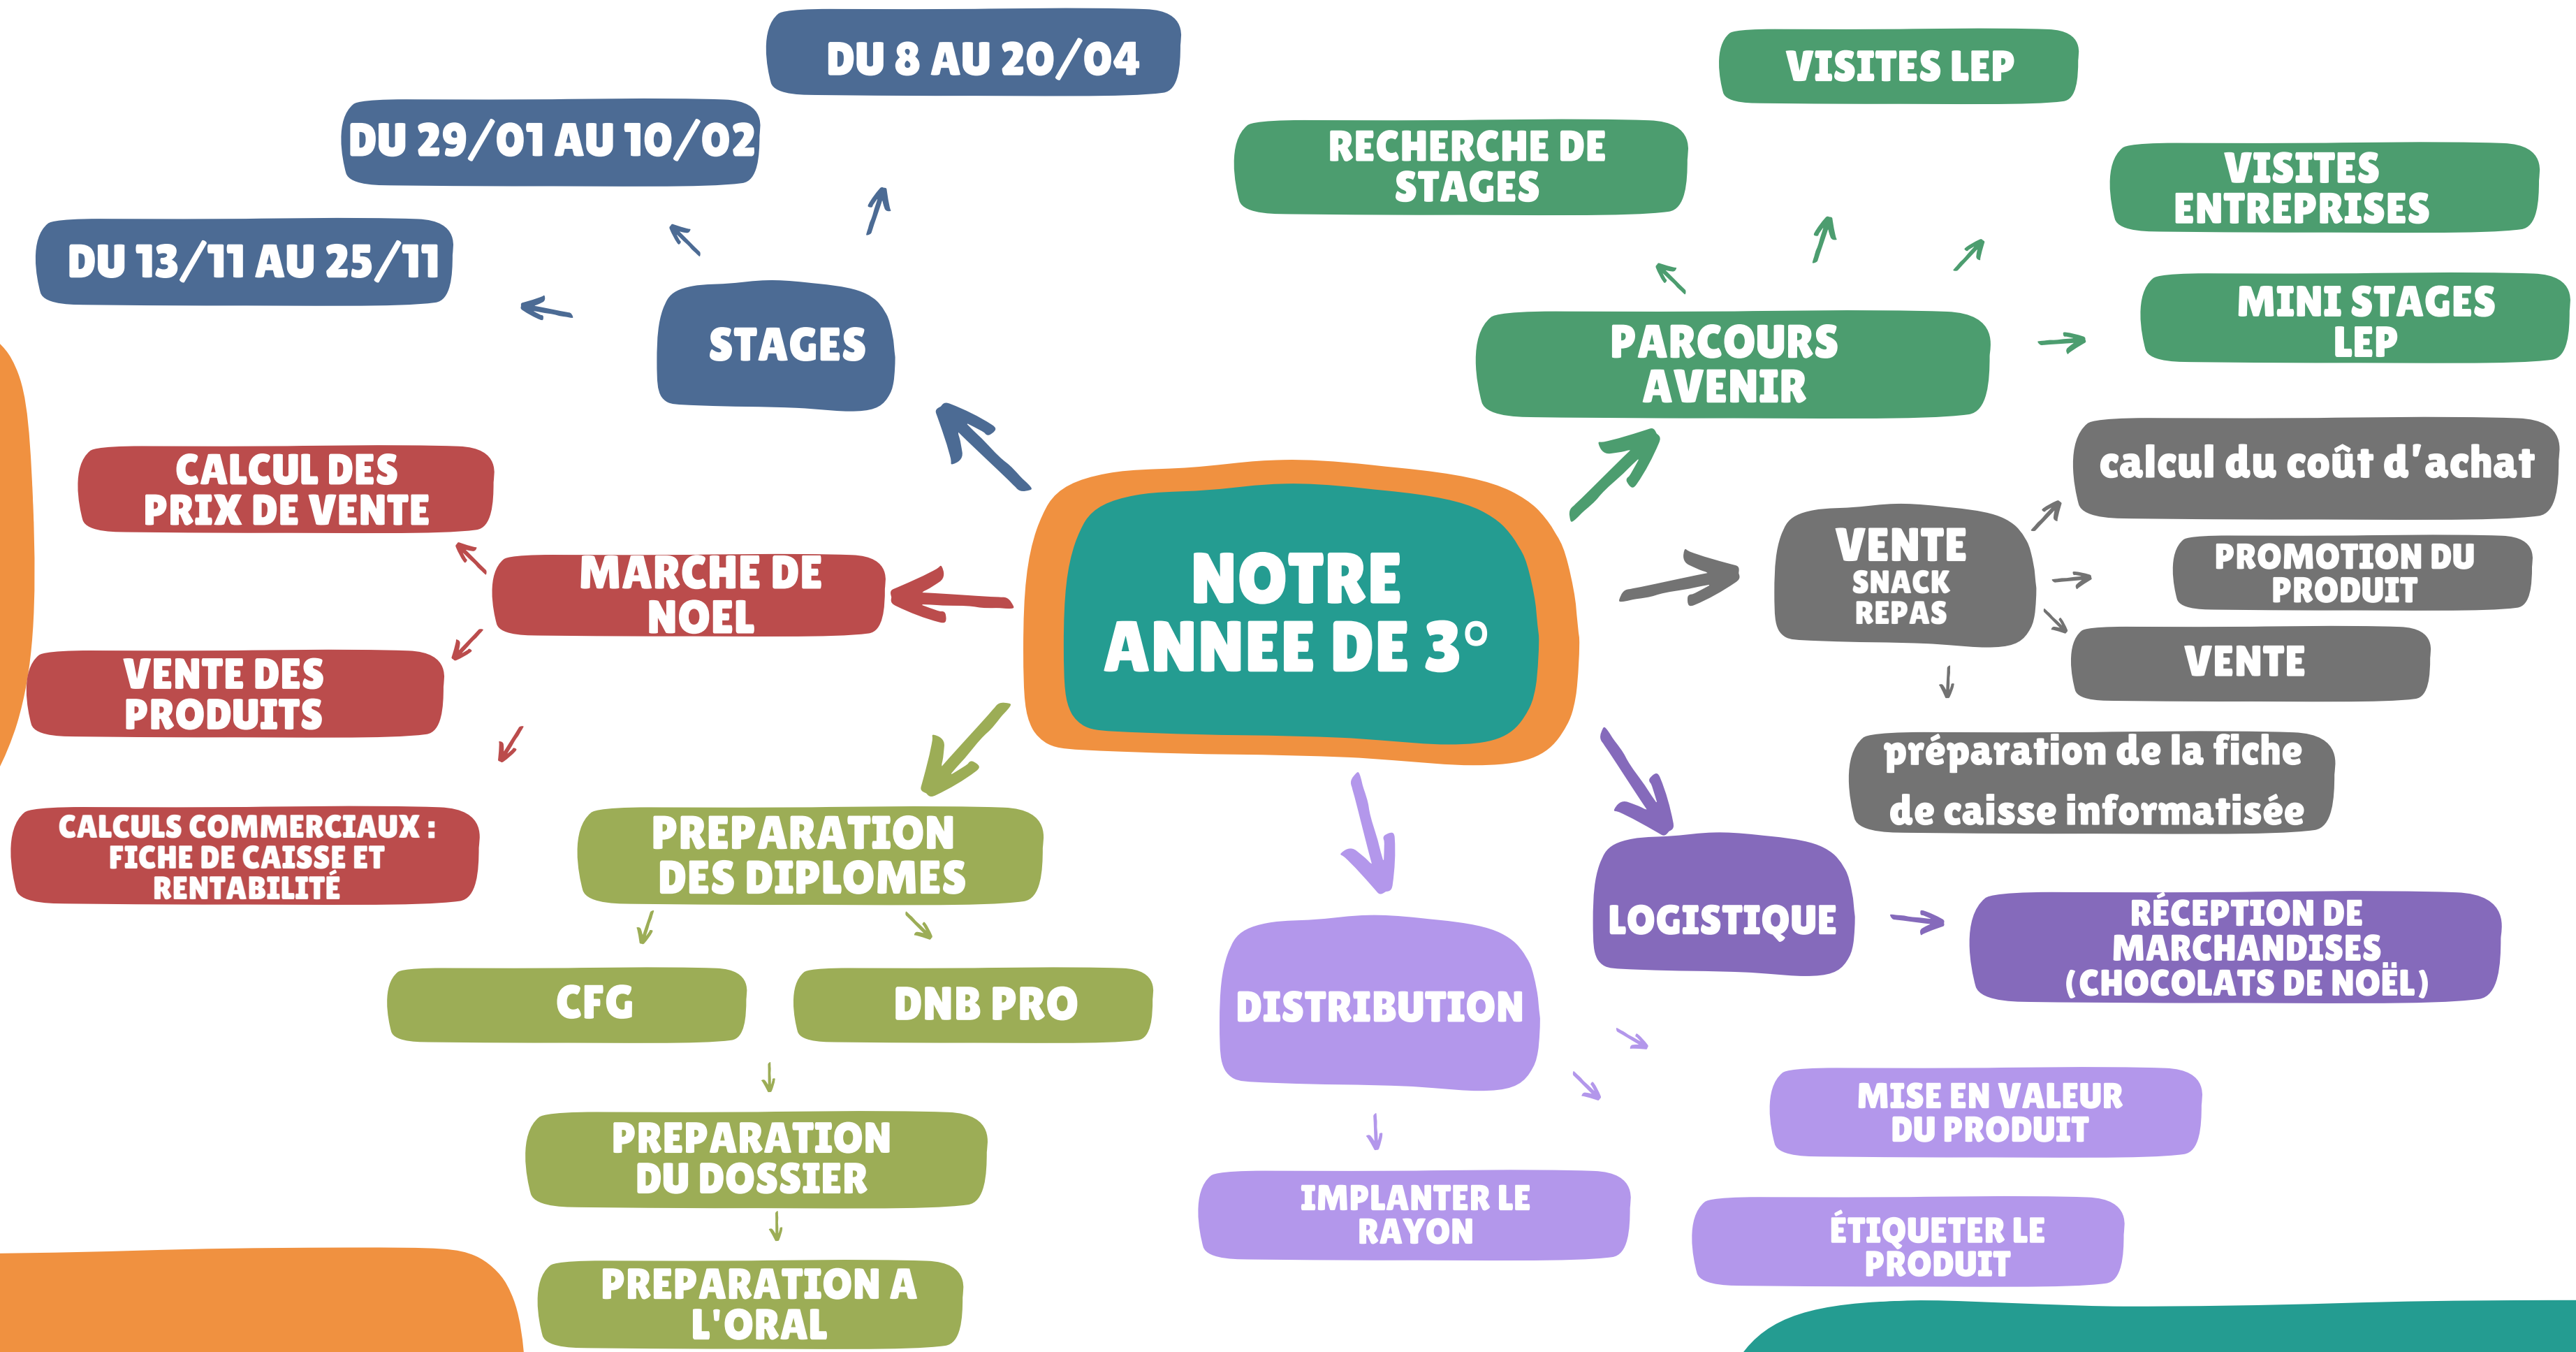 DU 8 AU 20/04
DU 29/01 AU 10/02
DU 13/11 AU 25/11
STAGES
VISITES LEP
RECHERCHE DE
STAGES
VISITES
ENTREPRISES
MINI STAGES
LEP
PARCOURS
AVENIR
CALCUL DES
PRIX DE VENTE
MARCHE DE
NOEL
VENTE DES
PRODUITS
CALCULS COMMERCIAUX :
FICHE DE CAISSE ET
RENTABILITÉ
NOTRE
ANNEE DE 3°
calcul du coût d'achat
VENTE
SNACK
REPAS
PROMOTION DU
PRODUIT
VENTE
préparation de la fiche
de caisse informatisée
PREPARATION
DES DIPLOMES
CFG
DNB PRO
PREPARATION
DU DOSSIER
PREPARATION A
L'ORAL
LOGISTIQUE
RÉCEPTION DE
MARCHANDISES
(CHOCOLATS DE NOËL)
DISTRIBUTION
MISE EN VALEUR
DU PRODUIT
IMPLANTER LE
RAYON
ÉTIQUETER LE
PRODUIT